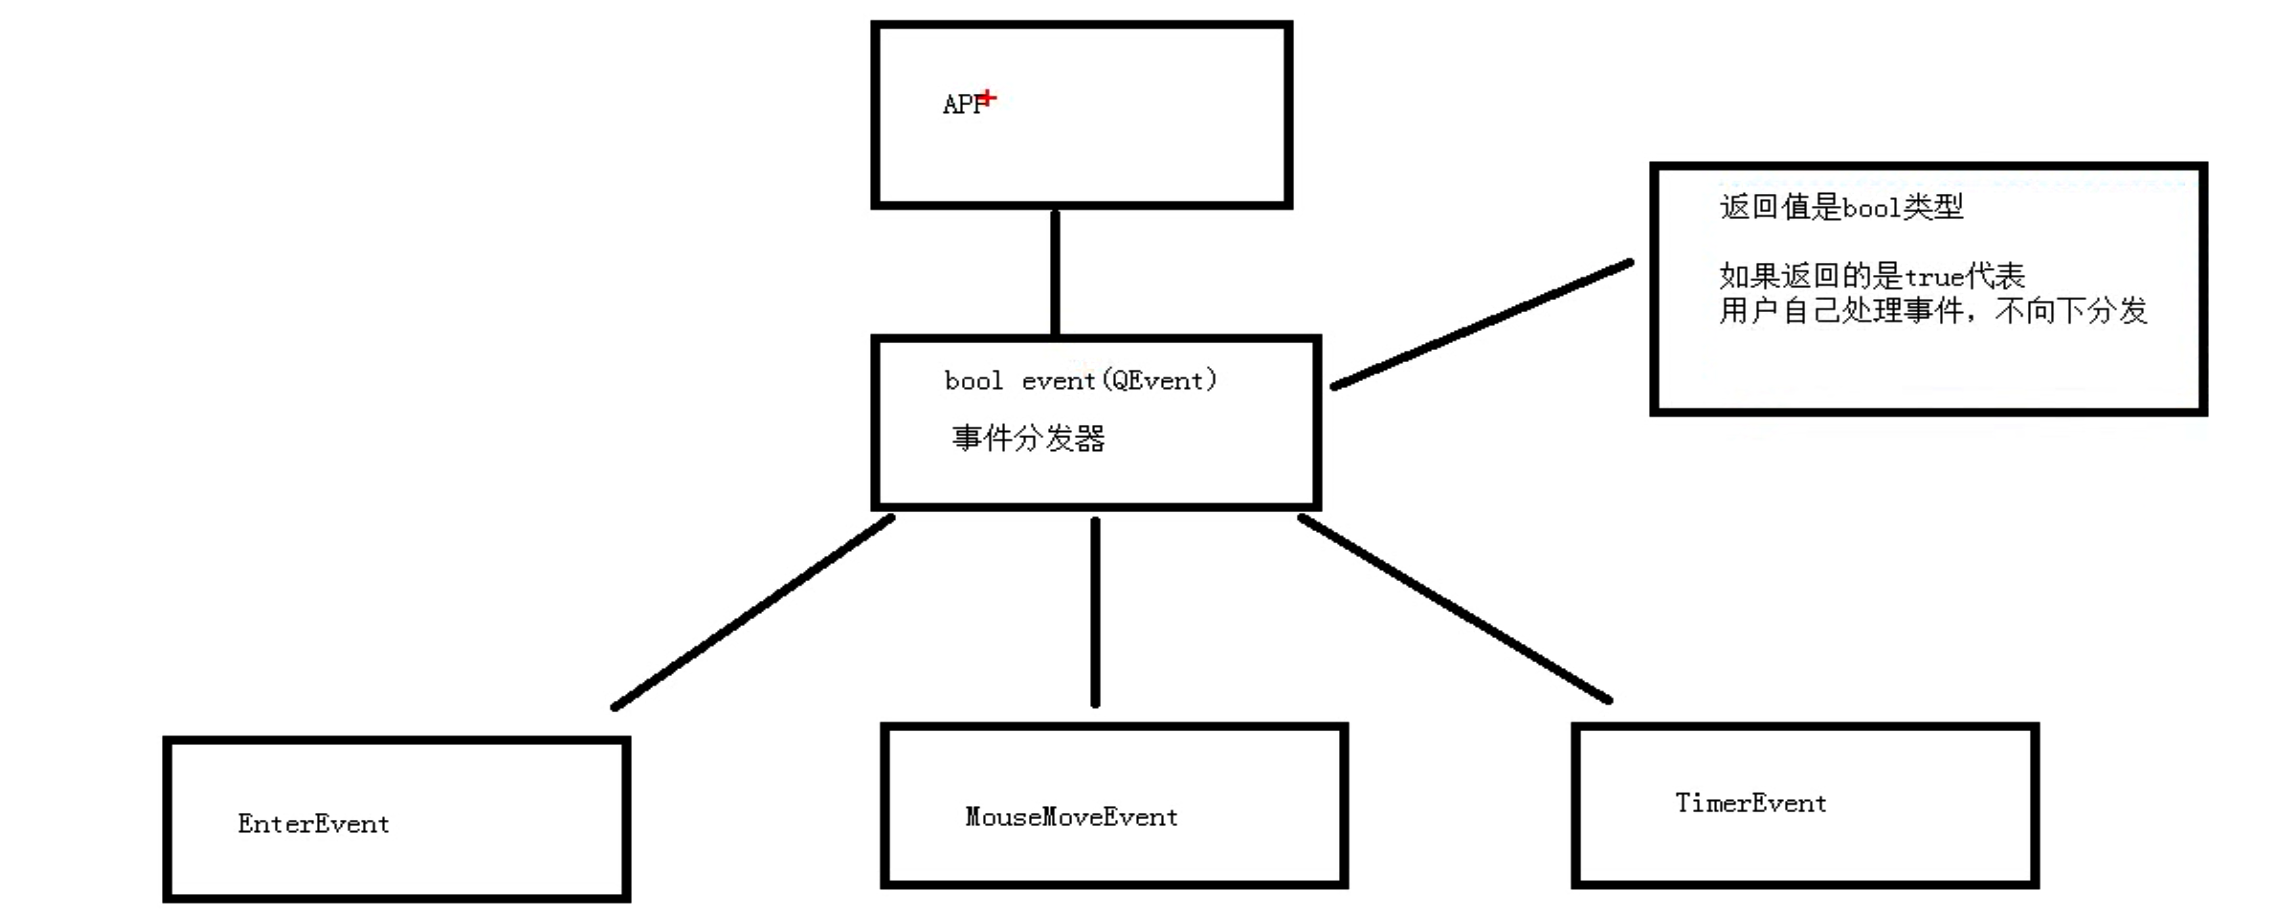 APP
返回值是bool类型
如果返回的是true代表
用户自己处理事件，不向下分发
bool event(QEvent)
事件分发器
EnterEvent
MouseMoveEvent
TimerEvent